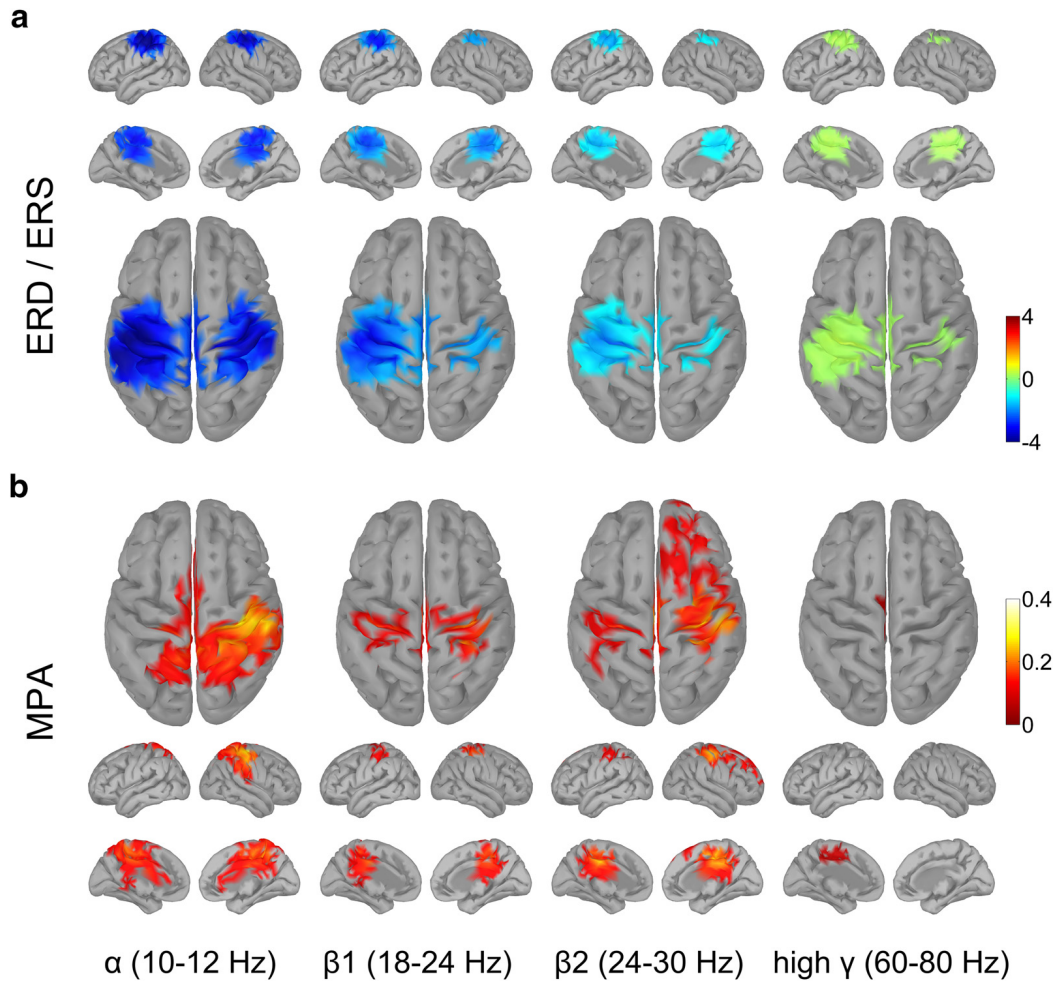 a
ERD / ERS
4
0
-4
b
MPA
0.4
0.2
0
α (10-12 Hz)
β1 (18-24 Hz)
β2 (24-30 Hz)
high γ (60-80 Hz)